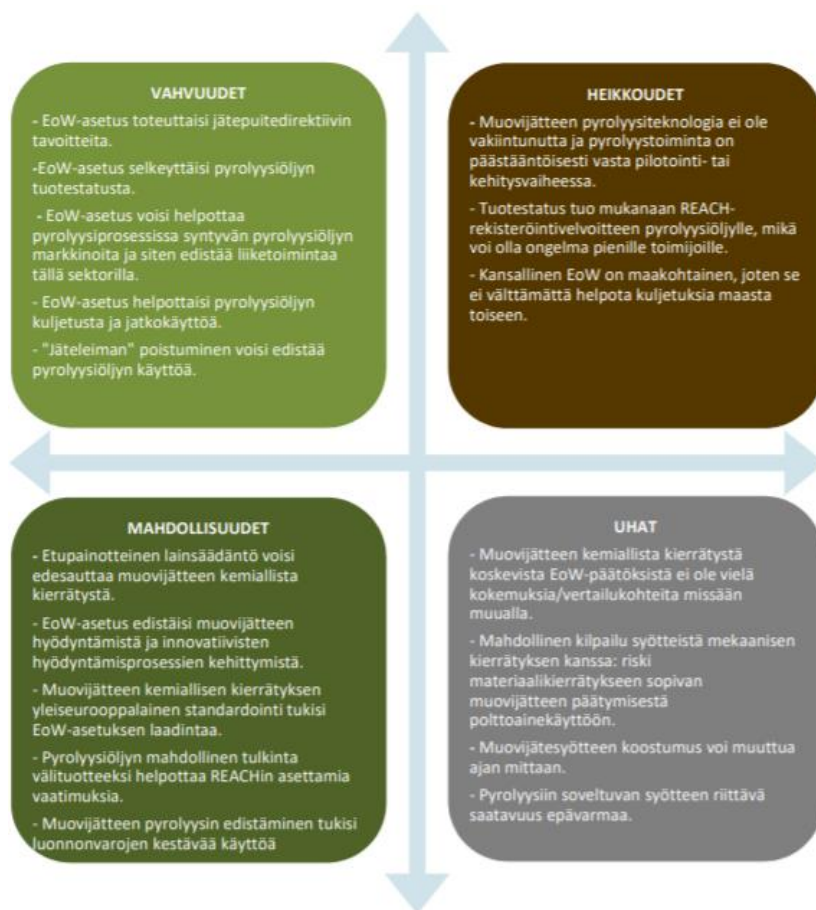 VAHVUUDET
- EoW-asetus toteuttaisi jätepuitedirektiivin
tavoitteita.
-EoW-asetus selkeyttäisi pyrolyysiöljyn
tuotestatusta.
- EoW-asetus voisi helpottaa
pyrolyysiprosessissa syntyvän pyrolyysiöljyn
markkinoita ja siten edistää liiketoimintaa
tällä sektorilla.
- EoW-asetus helpottaisi pyrolyysiöljyn
kuljetusta ja jatkokäyttöä.
- "Jäteleiman" poistuminen voisi edistää
pyrolyysiöljyn käyttöä.
HEIKKOUDET
- Muovijätteen pyrolyysiteknologia ei ole
vakiintunutta ja pyrolyystoiminta on
päästääntöisesti vasta pilotointi- tai
kehitysvaiheessa.
- Tuotestatus tuo mukanaan REACH-
rekisteröintivelvoitteen pyrolyysiöljylle, mikä
voi olla ongelma pienille toimijoille.
- Kansallinen EoW on maakohtainen, joten se
ei välttämättä helpota kuljetuksia maasta
toiseen.
MAHDOLLISUUDET
- Etupainotteinen lainsäädäntö voisi
edesauttaa muovijätteen kemiallista
kierrätystä.
- EoW-asetus edistäisi muovijätteen
hyödyntämistä ja innovatiivisten
hyödyntämisprosessien kehittymistä.
- Muovijätteen kemiallisen kierrätyksen
yleiseurooppalainen standardointi tukisi
EoW-asetuksen laadintaa.
- Pyrolyysiöljyn mahdollinen tulkinta
välituotteeksi helpottaa REACHin asettamia
vaatimuksia.
- Muovijätteen pyrolyysin edistäminen tukisi
luonnonvarojen kestävää käyttöä
UHAT
- Muovijätteen kemiallista kierrätystä
koskevista EoW-päätöksistä ei ole vielä
kokemuksia/vertailukohteita missään
muualla.
- Mahdollinen kilpailu syötteistä mekaanisen
kierrätyksen kanssa: riski
materiaalikierrätykseen sopivan
muovijätteen päätymisestä
polttoainekäyttöön.
- Muovijätesyötteen koostumus voi muuttua
ajan mittaan.
- Pyrolyysiin soveltuvan syötteen riittävä
saatavuus epävarmaa.